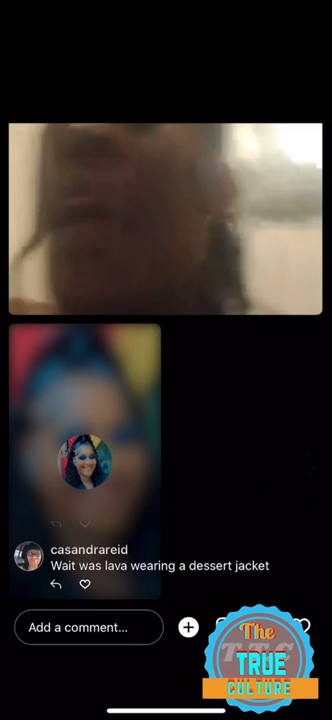 casandrareid
Wait was lava wearing a dessert jacket
Add a comment...
The
TRUE
CULTURE